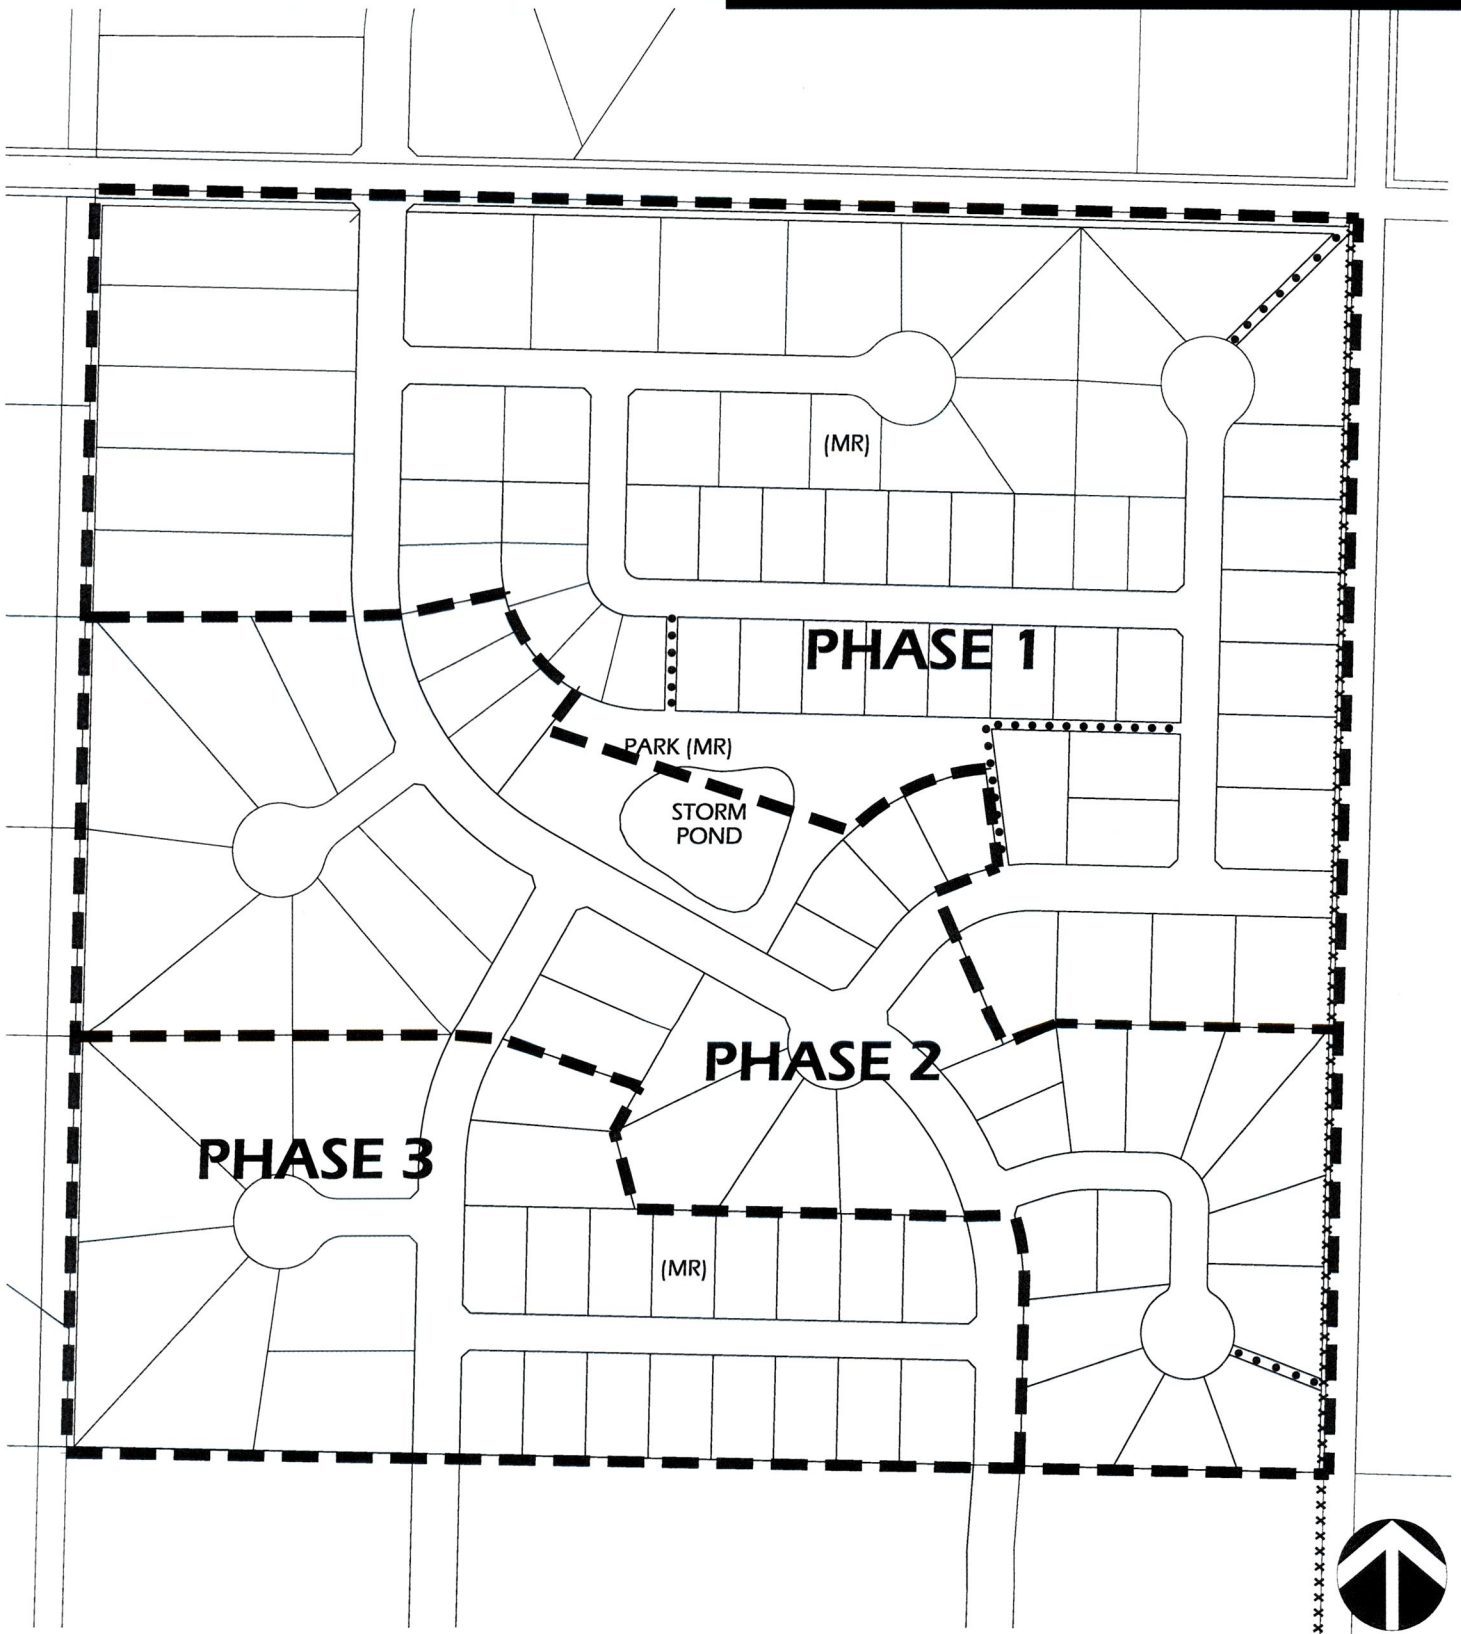 (MR)
PHASE 1
PARK (MR)
STORM
POND
PHASE 2
PHASE 3
(MR)